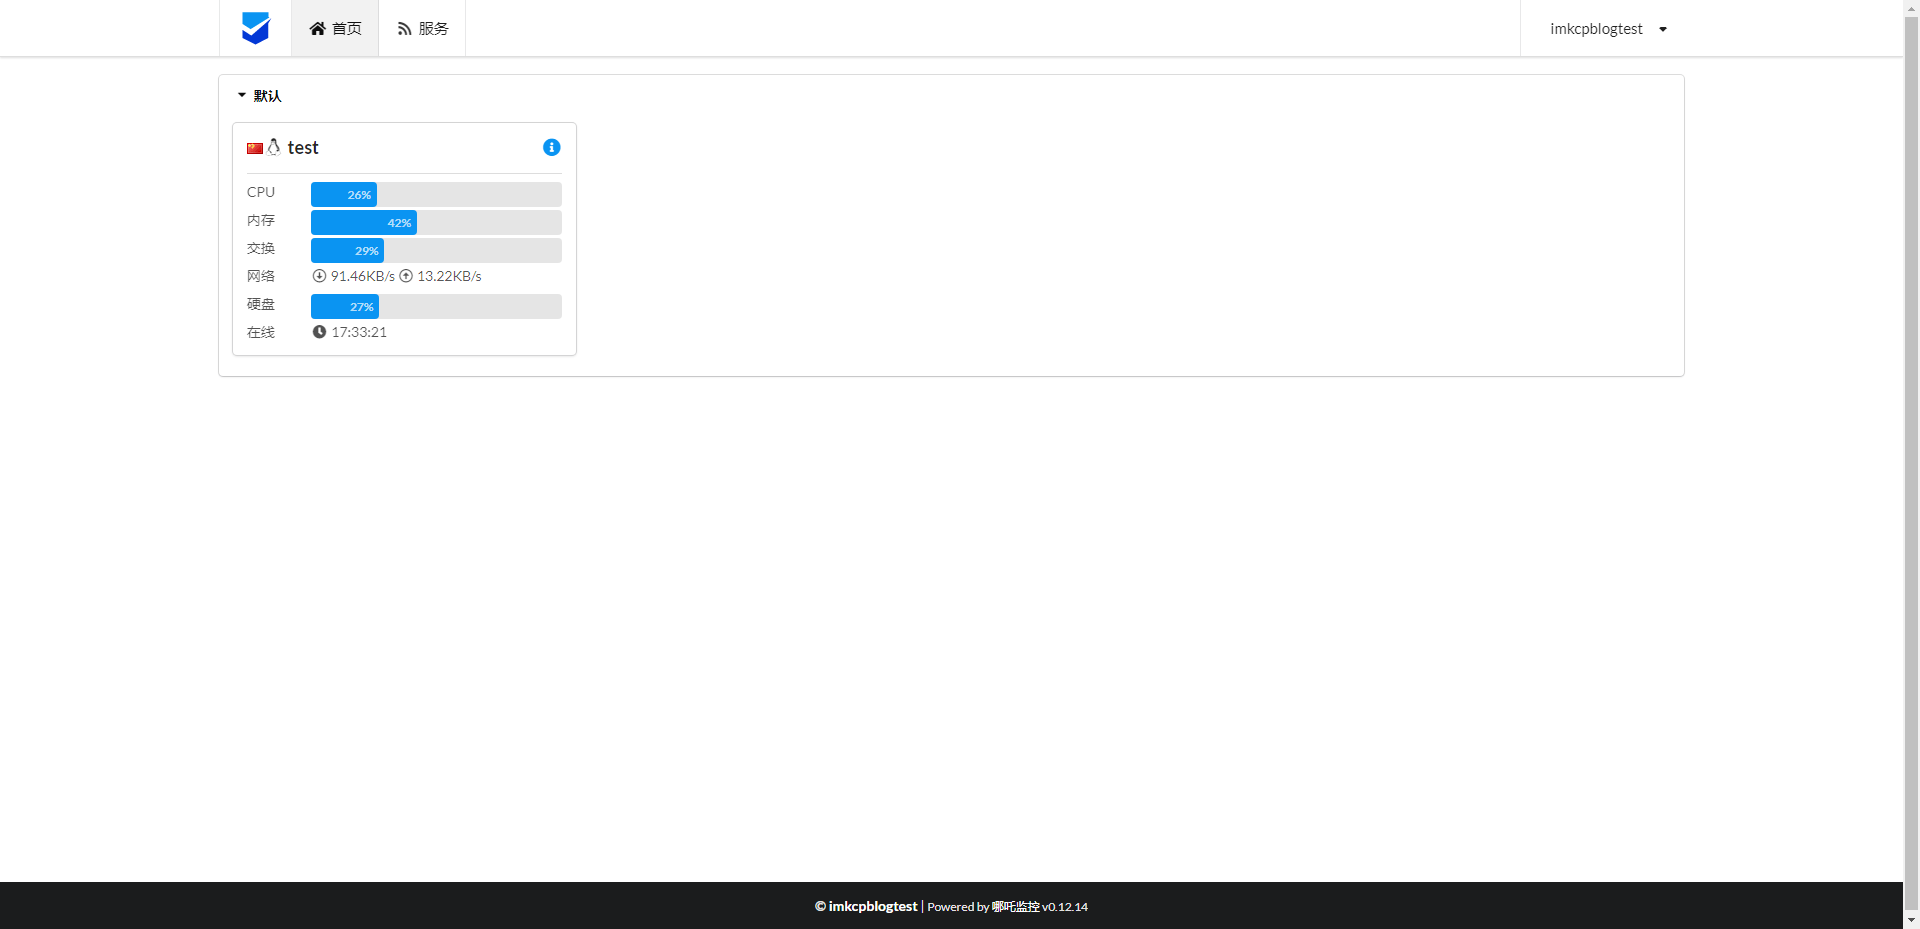 首页 服务 imkcpblogtest
默认
test
CPU 26%
内存 42%
交换 29%
网络 91.46KB/s 13.22KB/s
硬盘 27%
在线 17:33:21
© imkcpblogtest | Powered by 哪吒监控 v0.12.14